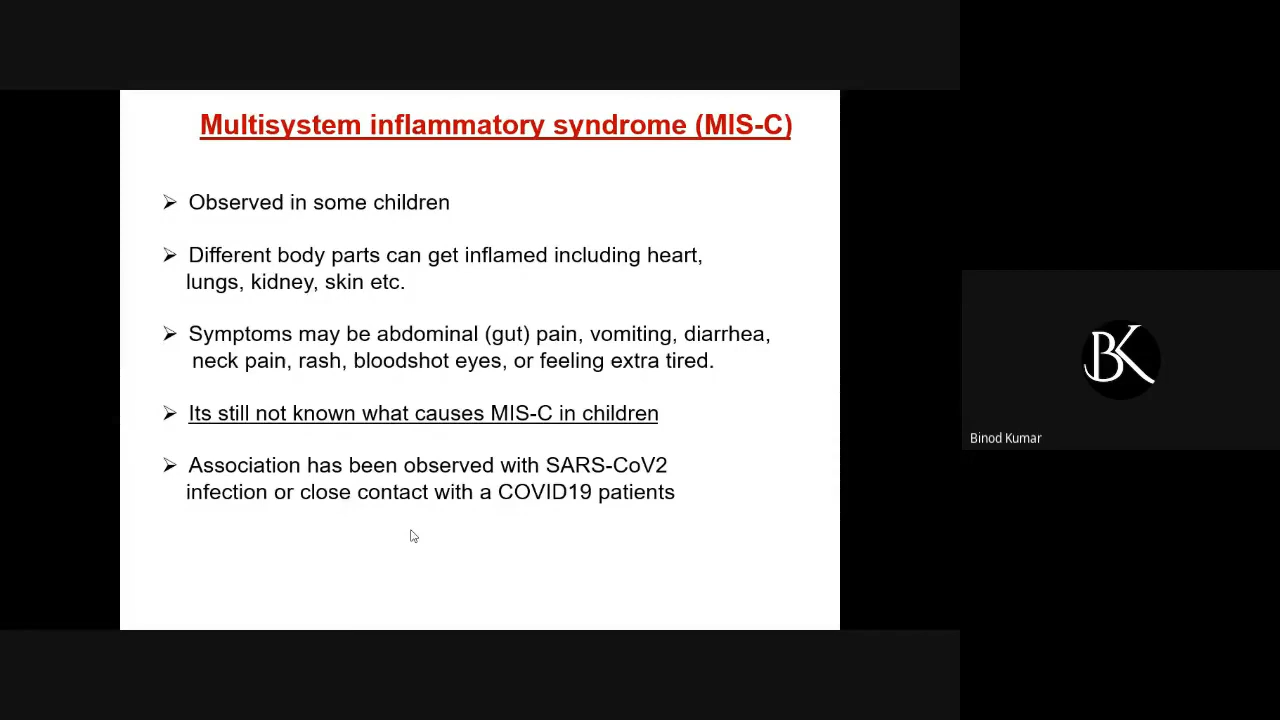 Multisystem inflammatory syndrome (MIS-C)
➢ Observed in some children
➢ Different body parts can get inflamed including heart,
lungs, kidney, skin etc.
➢ Symptoms may be abdominal (gut) pain, vomiting, diarrhea,
neck pain, rash, bloodshot eyes, or feeling extra tired.
➢ Its still not known what causes MIS-C in children
➢ Association has been observed with SARS-CoV2
infection or close contact with a COVID19 patients
BK
Binod Kumar